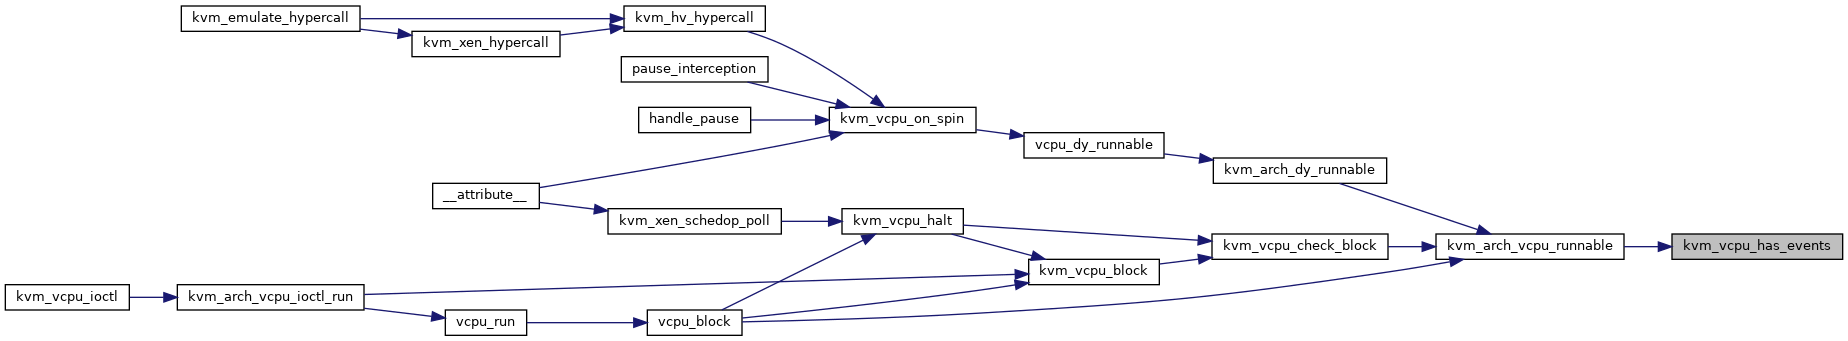 kvm_emulate_hypercall
kvm_hv_hypercall
kvm_xen_hypercall
pause_interception
handle_pause
kvm_vcpu_on_spin
vcpu_dy_runnable
kvm_arch_dy_runnable
__attribute__
kvm_xen_schedop_poll
kvm_vcpu_halt
kvm_vcpu_check_block
kvm_arch_vcpu_runnable
kvm_vcpu_has_events
kvm_vcpu_block
kvm_vcpu_ioctl
kvm_arch_vcpu_ioctl_run
vcpu_run
vcpu_block